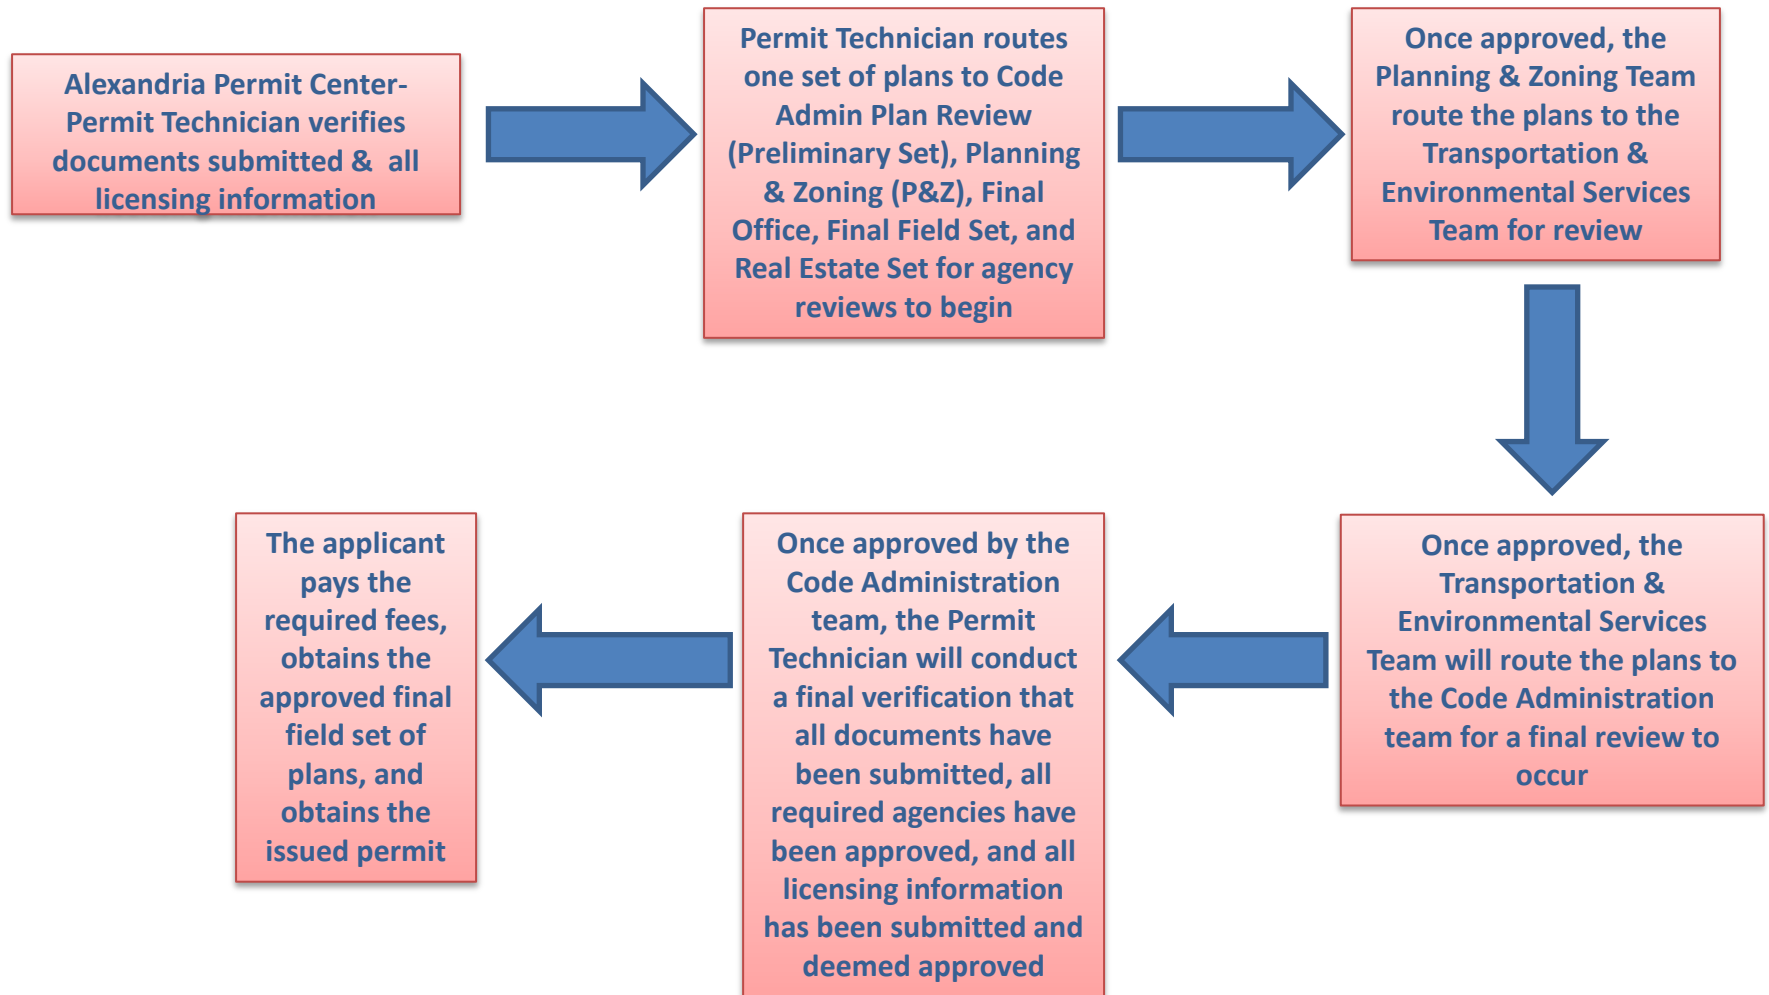 Alexandria Permit Center-
Permit Technician verifies
documents submitted & all
licensing information
Permit Technician routes
one set of plans to Code
Admin Plan Review
(Preliminary Set), Planning
& Zoning (P&Z), Final
Office, Final Field Set, and
Real Estate Set for agency
reviews to begin
Once approved, the
Planning & Zoning Team
route the plans to the
Transportation &
Environmental Services
Team for review
Once approved, the
Transportation &
Environmental Services
Team will route the plans to
the Code Administration
team for a final review to
occur
Once approved by the
Code Administration
team, the Permit
Technician will conduct
a final verification that
all documents have
been submitted, all
required agencies have
been approved, and all
licensing information
has been submitted and
deemed approved
The applicant
pays the
required fees,
obtains the
approved final
field set of
plans, and
obtains the
issued permit